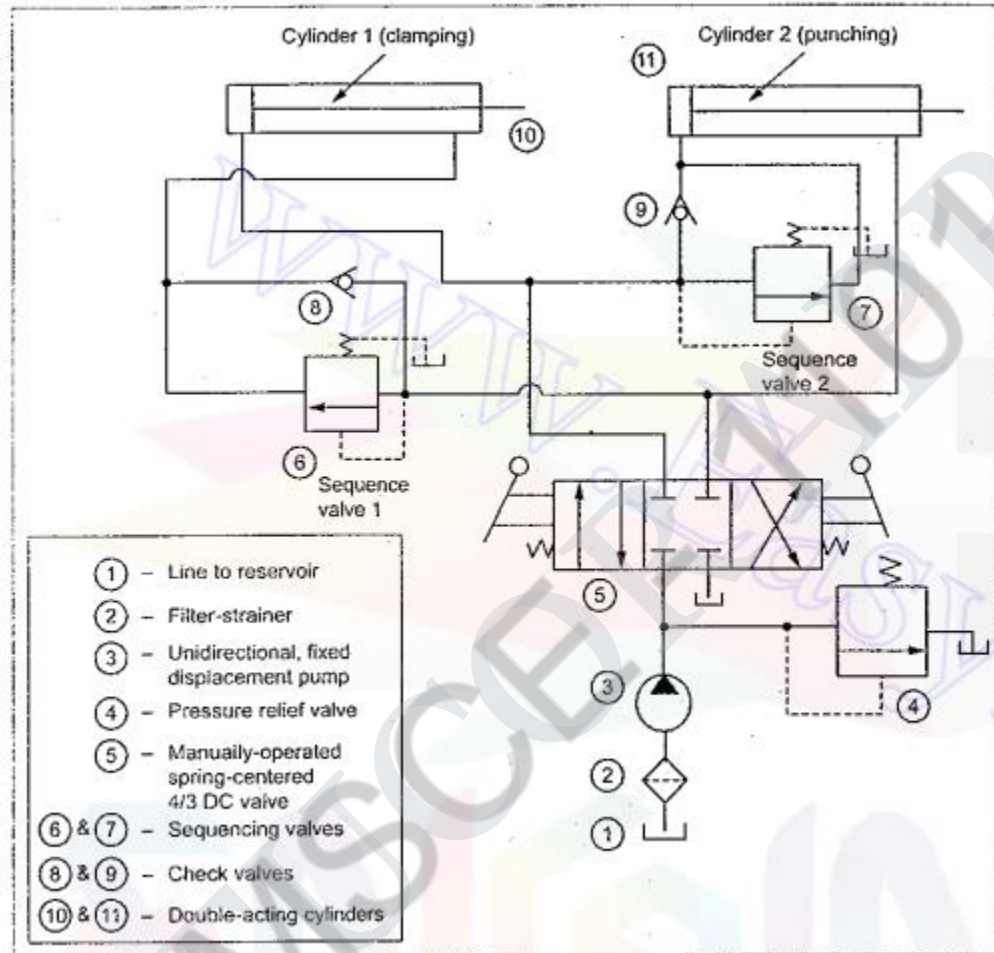 Cylinder 1 (clamping)
Cylinder 2 (punching)
11
10
9
8
7
Sequence
valve 2
6
Sequence
valve 1
5
4
3
2
1
1 – Line to reservoir
2 – Filter-strainer
3 – Unidirectional, fixed
displacement pump
4 – Pressure relief valve
5 – Manually-operated
spring-centered
4/3 DC valve
6 & 7 – Sequencing valves
8 & 9 – Check valves
10 & 11 – Double-acting cylinders